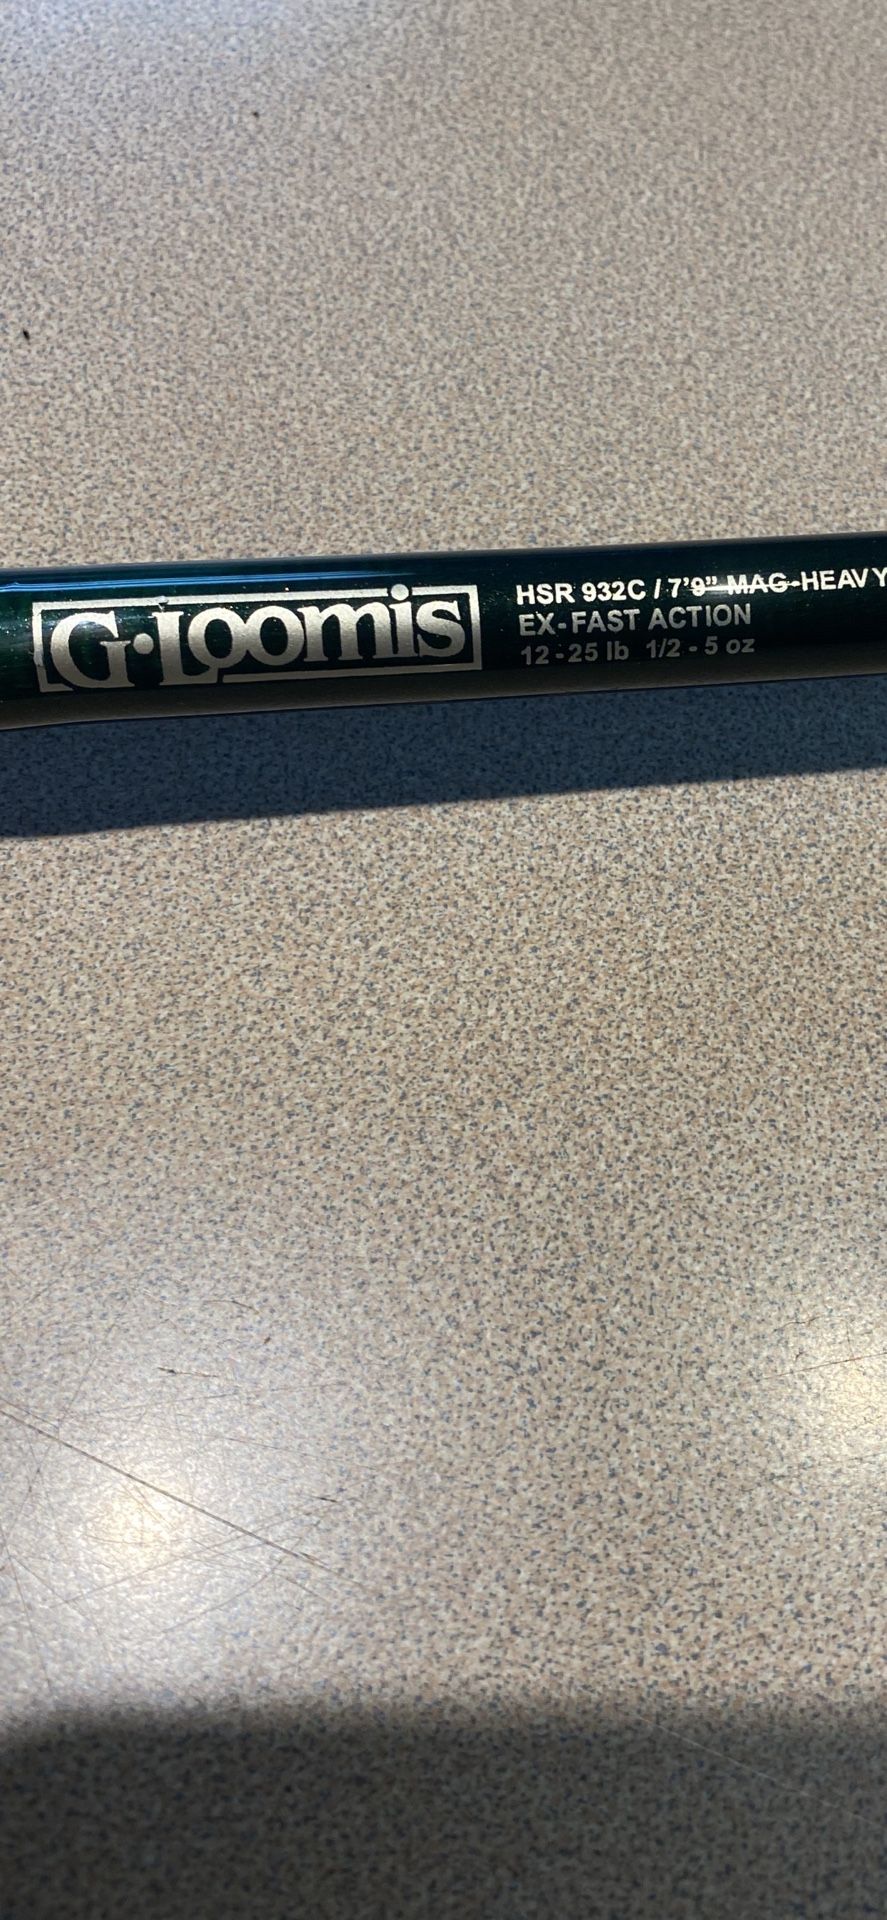 G·Loomis
HSR 932C / 7'9" MAG-HEAVY
EX-FAST ACTION
12 - 25 lb 1/2 - 5 oz